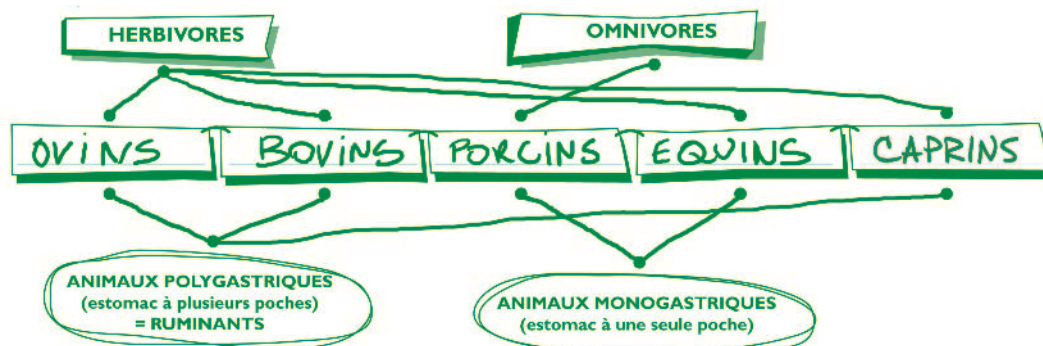 HERBIVORES
OMNIVORES
OVINS
BOVINS
PORCINS
EQUINS
CAPRINS
ANIMAUX POLYGASTRIQUES
(estomac à plusieurs poches)
= RUMINANTS
ANIMAUX MONOGASTRIQUES
(estomac à une seule poche)